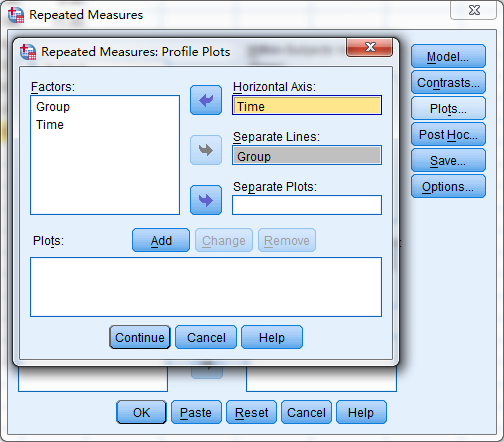 Repeated Measures
Repeated Measures: Profile Plots
Factors:
Group
Time
Horizontal Axis:
Time
Separate Lines:
Group
Separate Plots:
Plots:
Add
Change
Remove
Continue
Cancel
Help
Model...
Contrasts...
Plots...
Post Hoc...
Save...
Options...
OK
Paste
Reset
Cancel
Help